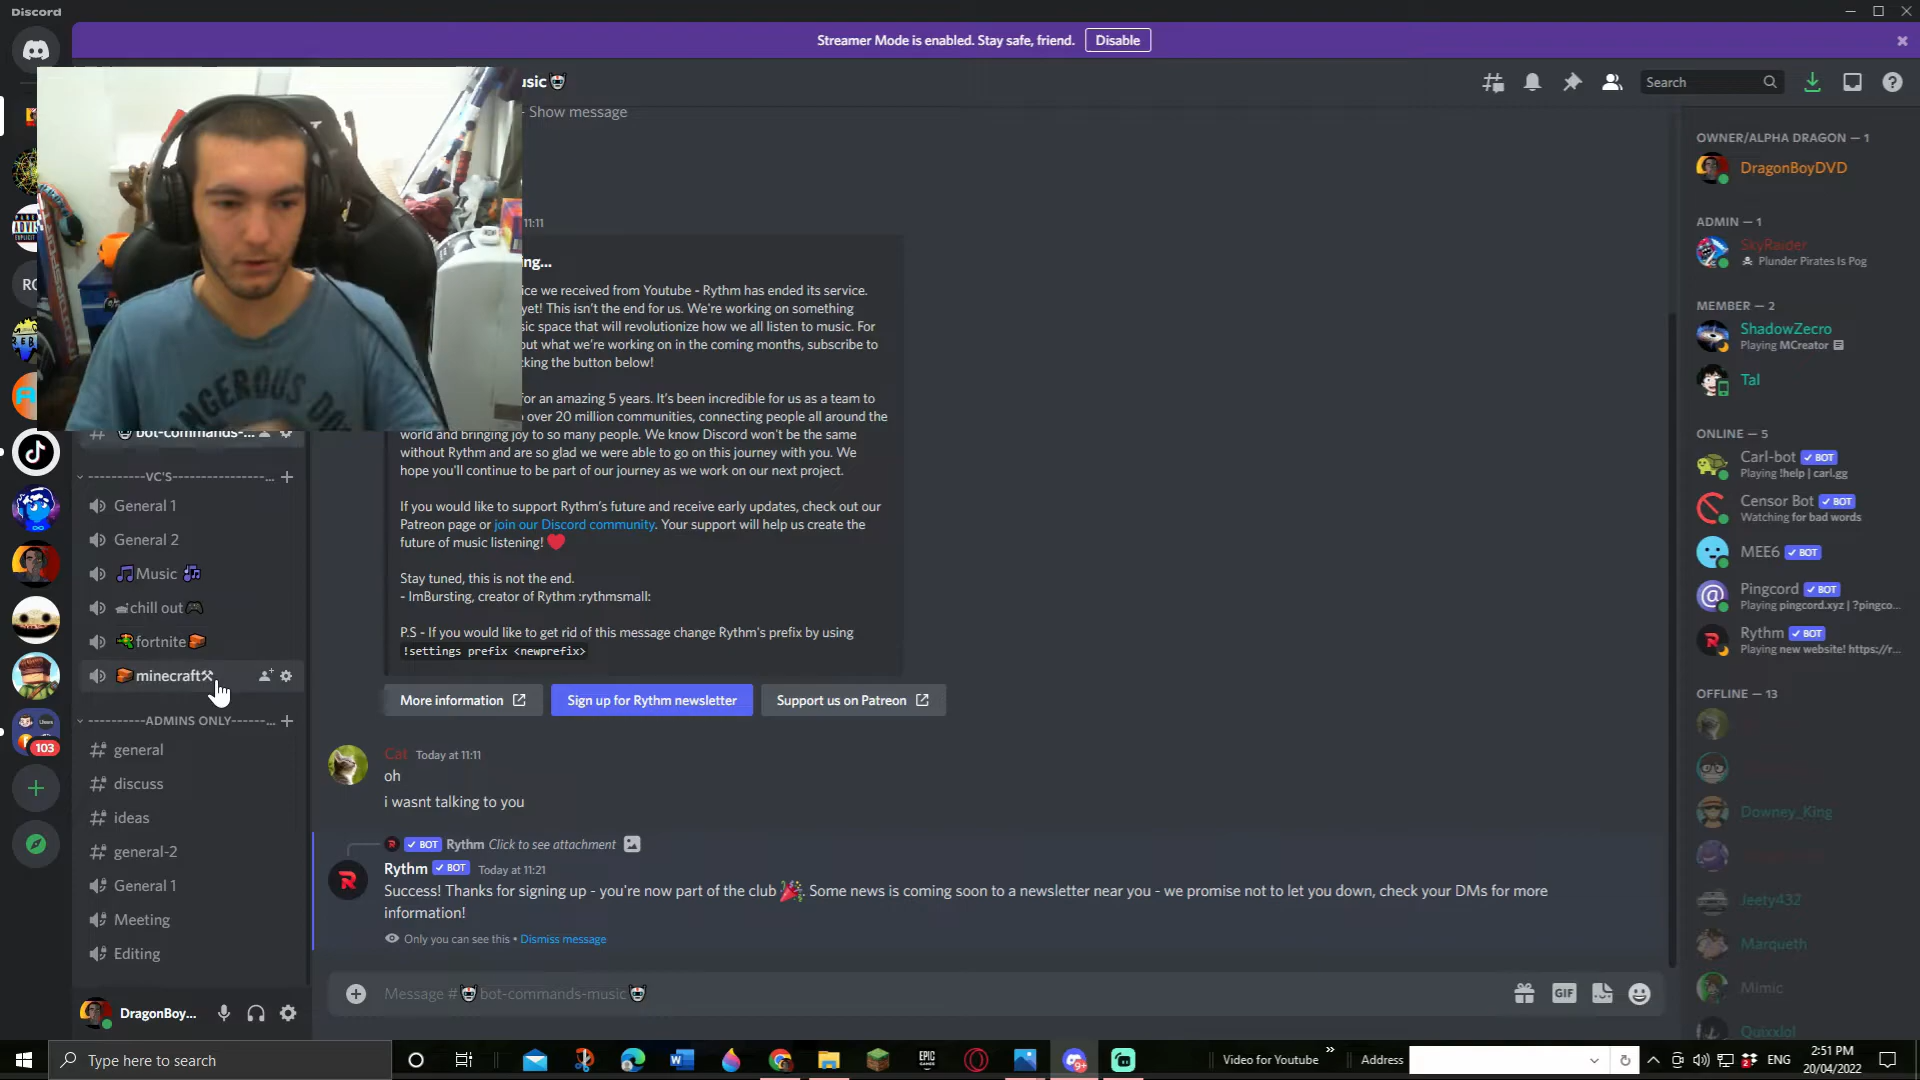 Discord
Streamer Mode is enabled. Stay safe, friend.
Disable
Show message
Search
11:11
ice we received from Youtube - Rythm has ended its service.
yet! This isn't the end for us. We're working on something
sic space that will revolutionize how we all listen to music. For
out what we're working on in the coming months, subscribe to
cking the button below!
for an amazing 5 years. It's been incredible for us as a team to
over 20 million communities, connecting people all around the
world and bringing joy to so many people. We know Discord won't be the same
without Rythm and are so glad we were able to go on this journey with you. We
hope you'll continue to be part of our journey as we work on our next project.
If you would like to support Rythm's future and receive early updates, check out our
Patreon page or join our Discord community. Your support will help us create the
future of music listening!
Stay tuned, this is not the end.
- ImBursting, creator of Rythm :rythmsmall:
P.S - If you would like to get rid of this message change Rythm's prefix by using
!settings prefix <newprefix>
More information
Sign up for Rythm newsletter
Support us on Patreon
Cat Today at 11:11
oh
i wasnt talking to you
BOT Rythm Click to see attachment
Rythm BOT Today at 11:21
Success! Thanks for signing up - you're now part of the club . Some news is coming soon to a newsletter near you - we promise not to let you down, check your DMs for more
information!
Only you can see this • Dismiss message
Message # bot-commands-music
GIF
bot-commands-...
----------VC'S---------------...
General 1
General 2
Music
chill out
fortnite
minecraft
----------ADMINS ONLY------...
general
discuss
ideas
general-2
General 1
Meeting
Editing
103
DragonBoy...
OWNER/ALPHA DRAGON — 1
DragonBoyDVD
ADMIN — 1
SkyRaider
Plunder Pirates Is Pog
MEMBER — 2
ShadowZecro
Playing MCreator
Tal
ONLINE — 5
Carl-bot BOT
Playing !help | carl.gg
Censor Bot BOT
Watching for bad words
MEE6 BOT
Pingcord BOT
Playing pingcord.xyz | ?pingco...
Rythm BOT
Playing new website! https://r...
OFFLINE — 13
Downey_King
Jeety432
Marqueth
Mimic
Quixxlol
Type here to search
Video for Youtube
Address
ENG
2:51 PM
20/04/2022